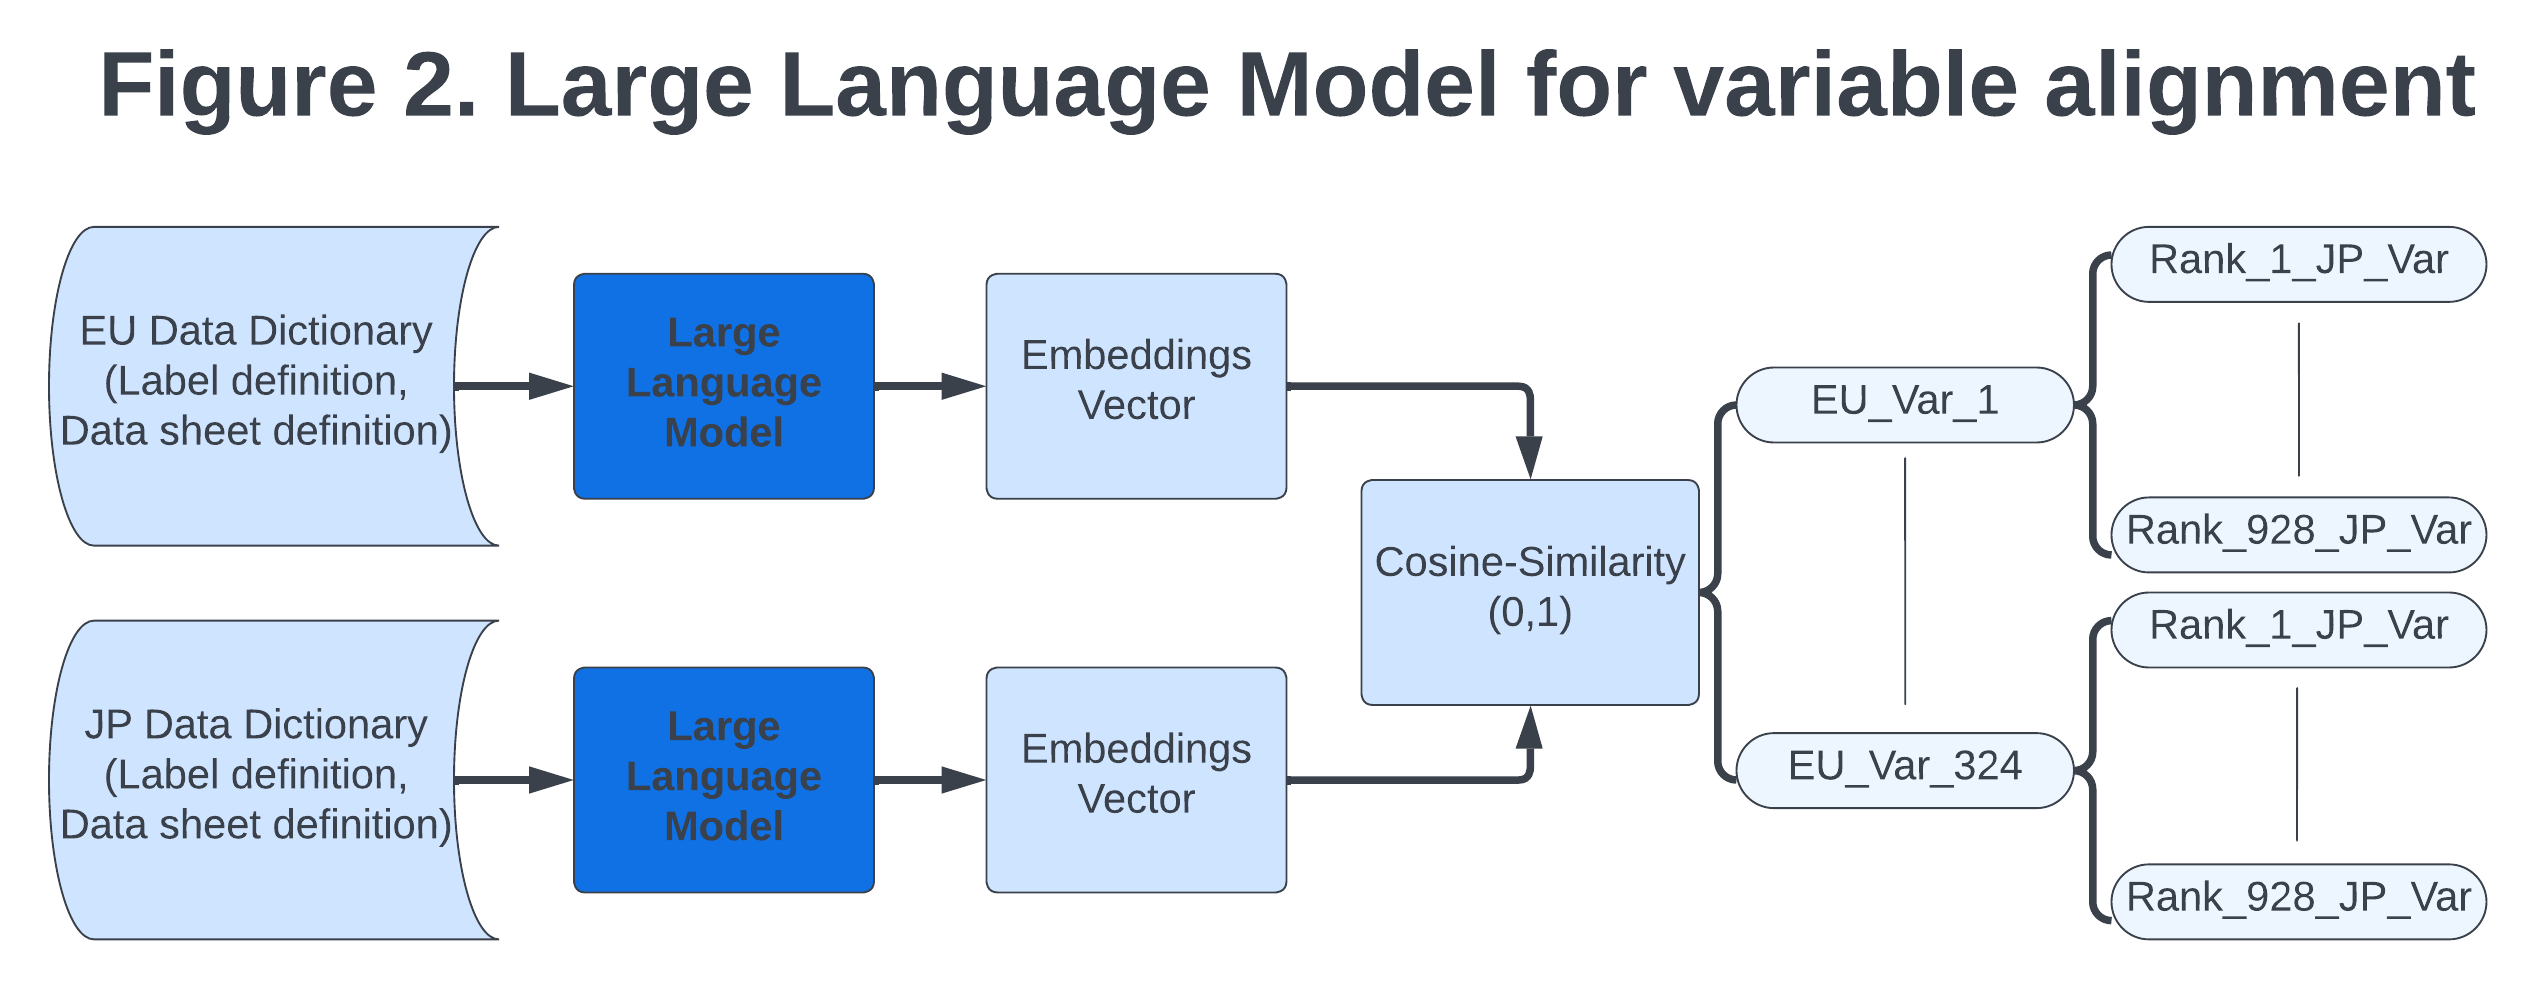 Figure 2. Large Language Model for variable alignment
EU Data Dictionary
(Label definition,
Data sheet definition)
Large
Language
Model
Embeddings
Vector
JP Data Dictionary
(Label definition,
Data sheet definition)
Large
Language
Model
Embeddings
Vector
Cosine-Similarity
(0,1)
EU_Var_1
EU_Var_324
Rank_1_JP_Var
Rank_928_JP_Var
Rank_1_JP_Var
Rank_928_JP_Var